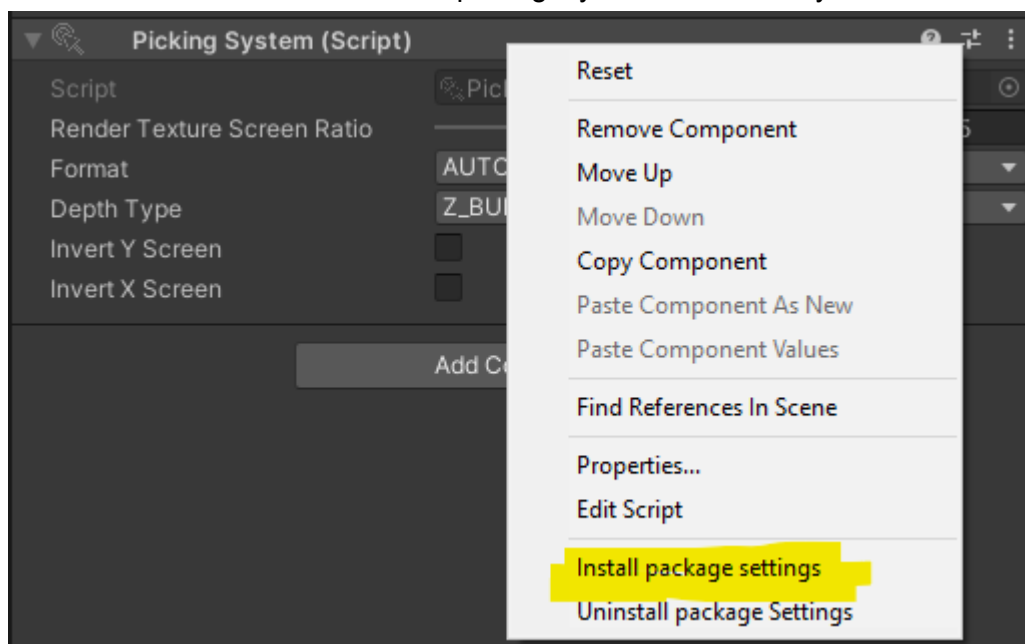 Picking System (Script)
Script
Render Texture Screen Ratio
Format
Depth Type
Z_BU
Invert Y Screen
Invert X Screen
Add
Reset
Remove Component
Move Up
Move Down
Copy Component
Paste Component As New
Paste Component Values
Find References In Scene
Properties...
Edit Script
Install package settings
Uninstall package Settings